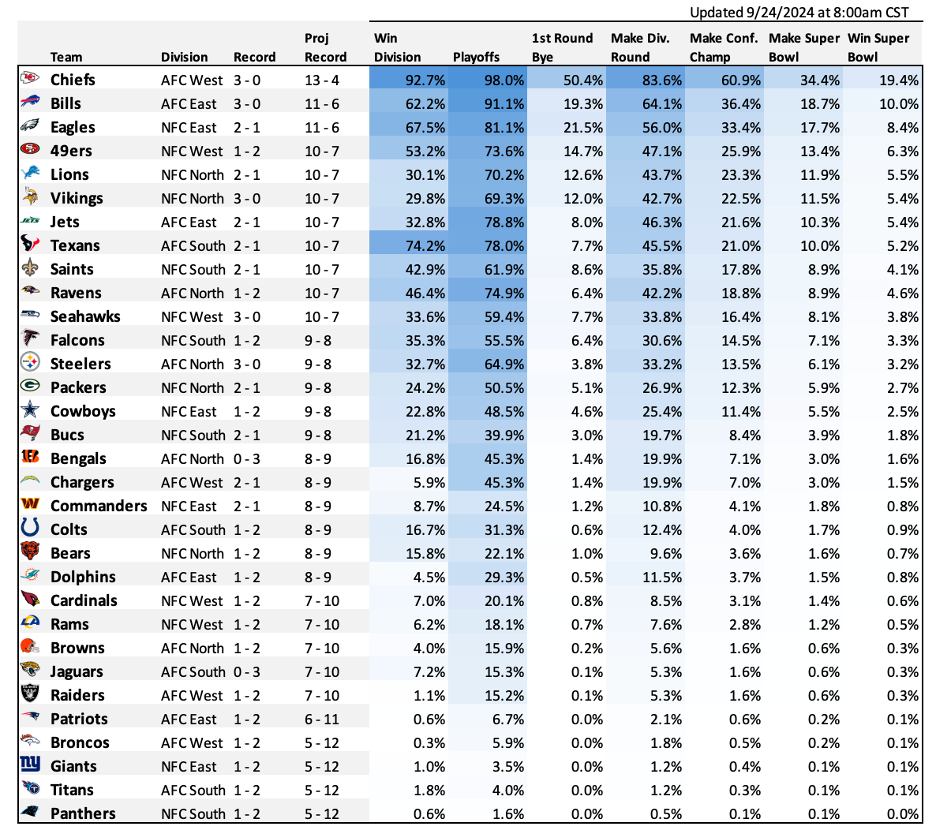 Updated 9/24/2024 at 8:00am CST
Proj Win 1st Round Make Div. Make Conf. Make Super Win Super
Team Division Record Record Division Playoffs Bye Round Champ Bowl Bowl
Chiefs AFC West 3 - 0 13 - 4 92.7% 98.0% 50.4% 83.6% 60.9% 34.4% 19.4%
Bills AFC East 3 - 0 11 - 6 62.2% 91.1% 19.3% 64.1% 36.4% 18.7% 10.0%
Eagles NFC East 2 - 1 11 - 6 67.5% 81.1% 21.5% 56.0% 33.4% 17.7% 8.4%
49ers NFC West 1 - 2 10 - 7 53.2% 73.6% 14.7% 47.1% 25.9% 13.4% 6.3%
Lions NFC North 2 - 1 10 - 7 30.1% 70.2% 12.6% 43.7% 23.3% 11.9% 5.5%
Vikings NFC North 3 - 0 10 - 7 29.8% 69.3% 12.0% 42.7% 22.5% 11.5% 5.4%
JETS Jets AFC East 2 - 1 10 - 7 32.8% 78.8% 8.0% 46.3% 21.6% 10.3% 5.4%
Texans AFC South 2 - 1 10 - 7 74.2% 78.0% 7.7% 45.5% 21.0% 10.0% 5.2%
Saints NFC South 2 - 1 10 - 7 42.9% 61.9% 8.6% 35.8% 17.8% 8.9% 4.1%
Ravens AFC North 1 - 2 10 - 7 46.4% 74.9% 6.4% 42.2% 18.8% 8.9% 4.6%
Seahawks NFC West 3 - 0 10 - 7 33.6% 59.4% 7.7% 33.8% 16.4% 8.1% 3.8%
Falcons NFC South 1 - 2 9 - 8 35.3% 55.5% 6.4% 30.6% 14.5% 7.1% 3.3%
Steelers AFC North 3 - 0 9 - 8 32.7% 64.9% 3.8% 33.2% 13.5% 6.1% 3.2%
G Packers NFC North 2 - 1 9 - 8 24.2% 50.5% 5.1% 26.9% 12.3% 5.9% 2.7%
Cowboys NFC East 1 - 2 9 - 8 22.8% 48.5% 4.6% 25.4% 11.4% 5.5% 2.5%
Bucs NFC South 2 - 1 9 - 8 21.2% 39.9% 3.0% 19.7% 8.4% 3.9% 1.8%
Bengals AFC North 0 - 3 8 - 9 16.8% 45.3% 1.4% 19.9% 7.1% 3.0% 1.6%
Chargers AFC West 2 - 1 8 - 9 5.9% 45.3% 1.4% 19.9% 7.0% 3.0% 1.5%
W Commanders NFC East 2 - 1 8 - 9 8.7% 24.5% 1.2% 10.8% 4.1% 1.8% 0.8%
Colts AFC South 1 - 2 8 - 9 16.7% 31.3% 0.6% 12.4% 4.0% 1.7% 0.9%
Bears NFC North 1 - 2 8 - 9 15.8% 22.1% 1.0% 9.6% 3.6% 1.6% 0.7%
Dolphins AFC East 1 - 2 8 - 9 4.5% 29.3% 0.5% 11.5% 3.7% 1.5% 0.8%
Cardinals NFC West 1 - 2 7 - 10 7.0% 20.1% 0.8% 8.5% 3.1% 1.4% 0.6%
Rams NFC West 1 - 2 7 - 10 6.2% 18.1% 0.7% 7.6% 2.8% 1.2% 0.5%
Browns AFC North 1 - 2 7 - 10 4.0% 15.9% 0.2% 5.6% 1.6% 0.6% 0.3%
Jaguars AFC South 0 - 3 7 - 10 7.2% 15.3% 0.1% 5.3% 1.6% 0.6% 0.3%
Raiders AFC West 1 - 2 7 - 10 1.1% 15.2% 0.1% 5.3% 1.6% 0.6% 0.3%
Patriots AFC East 1 - 2 6 - 11 0.6% 6.7% 0.0% 2.1% 0.6% 0.2% 0.1%
Broncos AFC West 1 - 2 5 - 12 0.3% 5.9% 0.0% 1.8% 0.5% 0.2% 0.1%
ny Giants NFC East 1 - 2 5 - 12 1.0% 3.5% 0.0% 1.2% 0.4% 0.1% 0.1%
Titans AFC South 1 - 2 5 - 12 1.8% 4.0% 0.0% 1.2% 0.3% 0.1% 0.1%
Panthers NFC South 1 - 2 5 - 12 0.6% 1.6% 0.0% 0.5% 0.1% 0.1% 0.0%